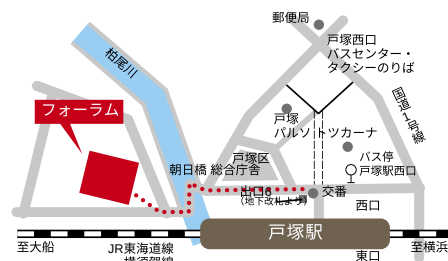 郵便局
柏尾川
戸塚西口
バスセンター・
タクシーのりば
国道1号線
フォーラム
戸塚
パルソ
トツカーナ
戸塚区
総合庁舎
朝日橋
バス停
戸塚駅西口
出口6
(地下改札より)
交番
西口
戸塚駅
至大船
JR東海道線
横須賀線
至横浜
東口